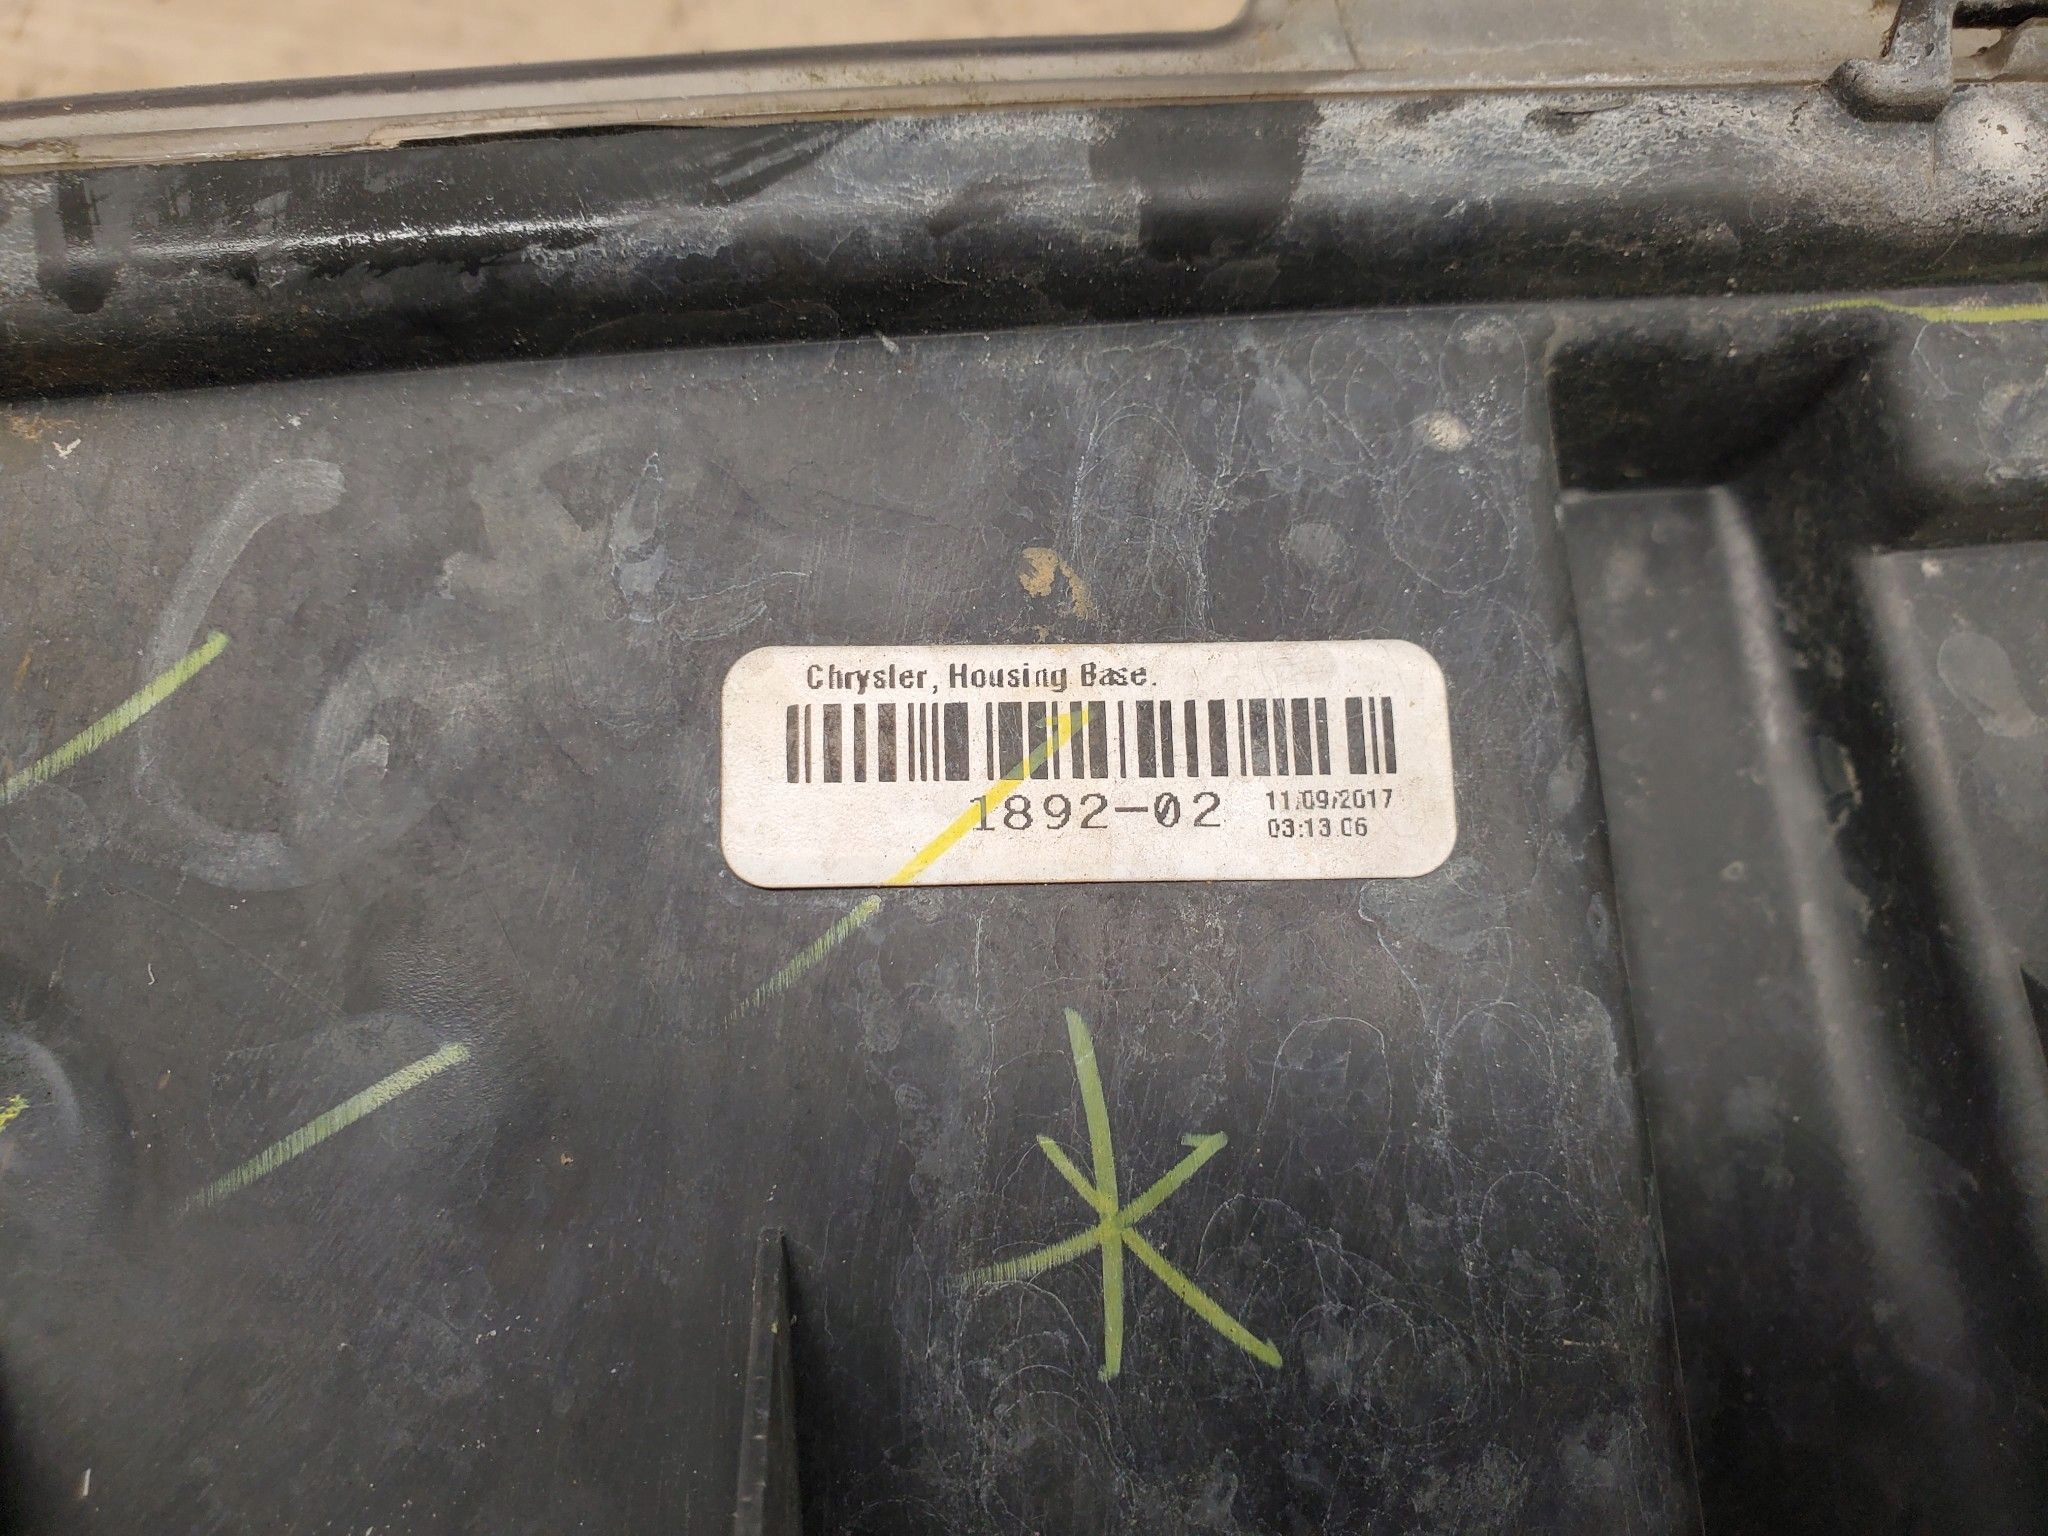 Chrysler, Housing Base.
1892-02
11/09/2017
03:13:06